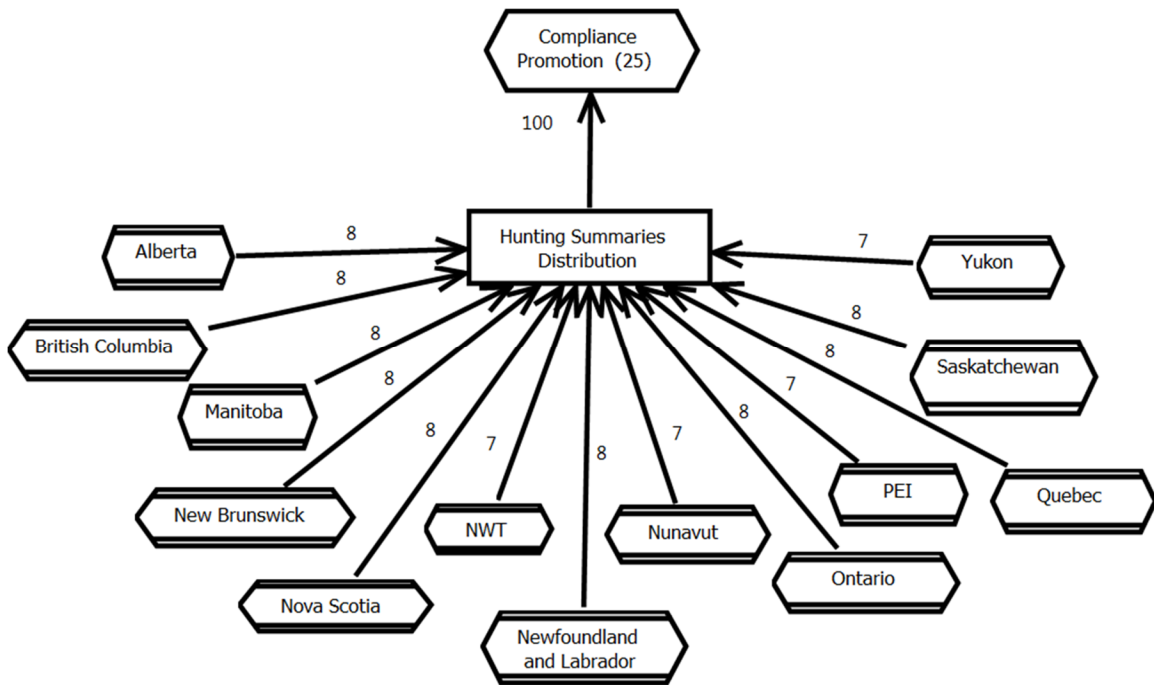 Compliance
Promotion (25)
100
Hunting Summaries
Distribution
Alberta
8
7
Yukon
British Columbia
8
8
Saskatchewan
Manitoba
8
8
8
7
New Brunswick
8
7
8
7
8
NWT
Nunavut
PEI
Quebec
Nova Scotia
Ontario
Newfoundland
and Labrador